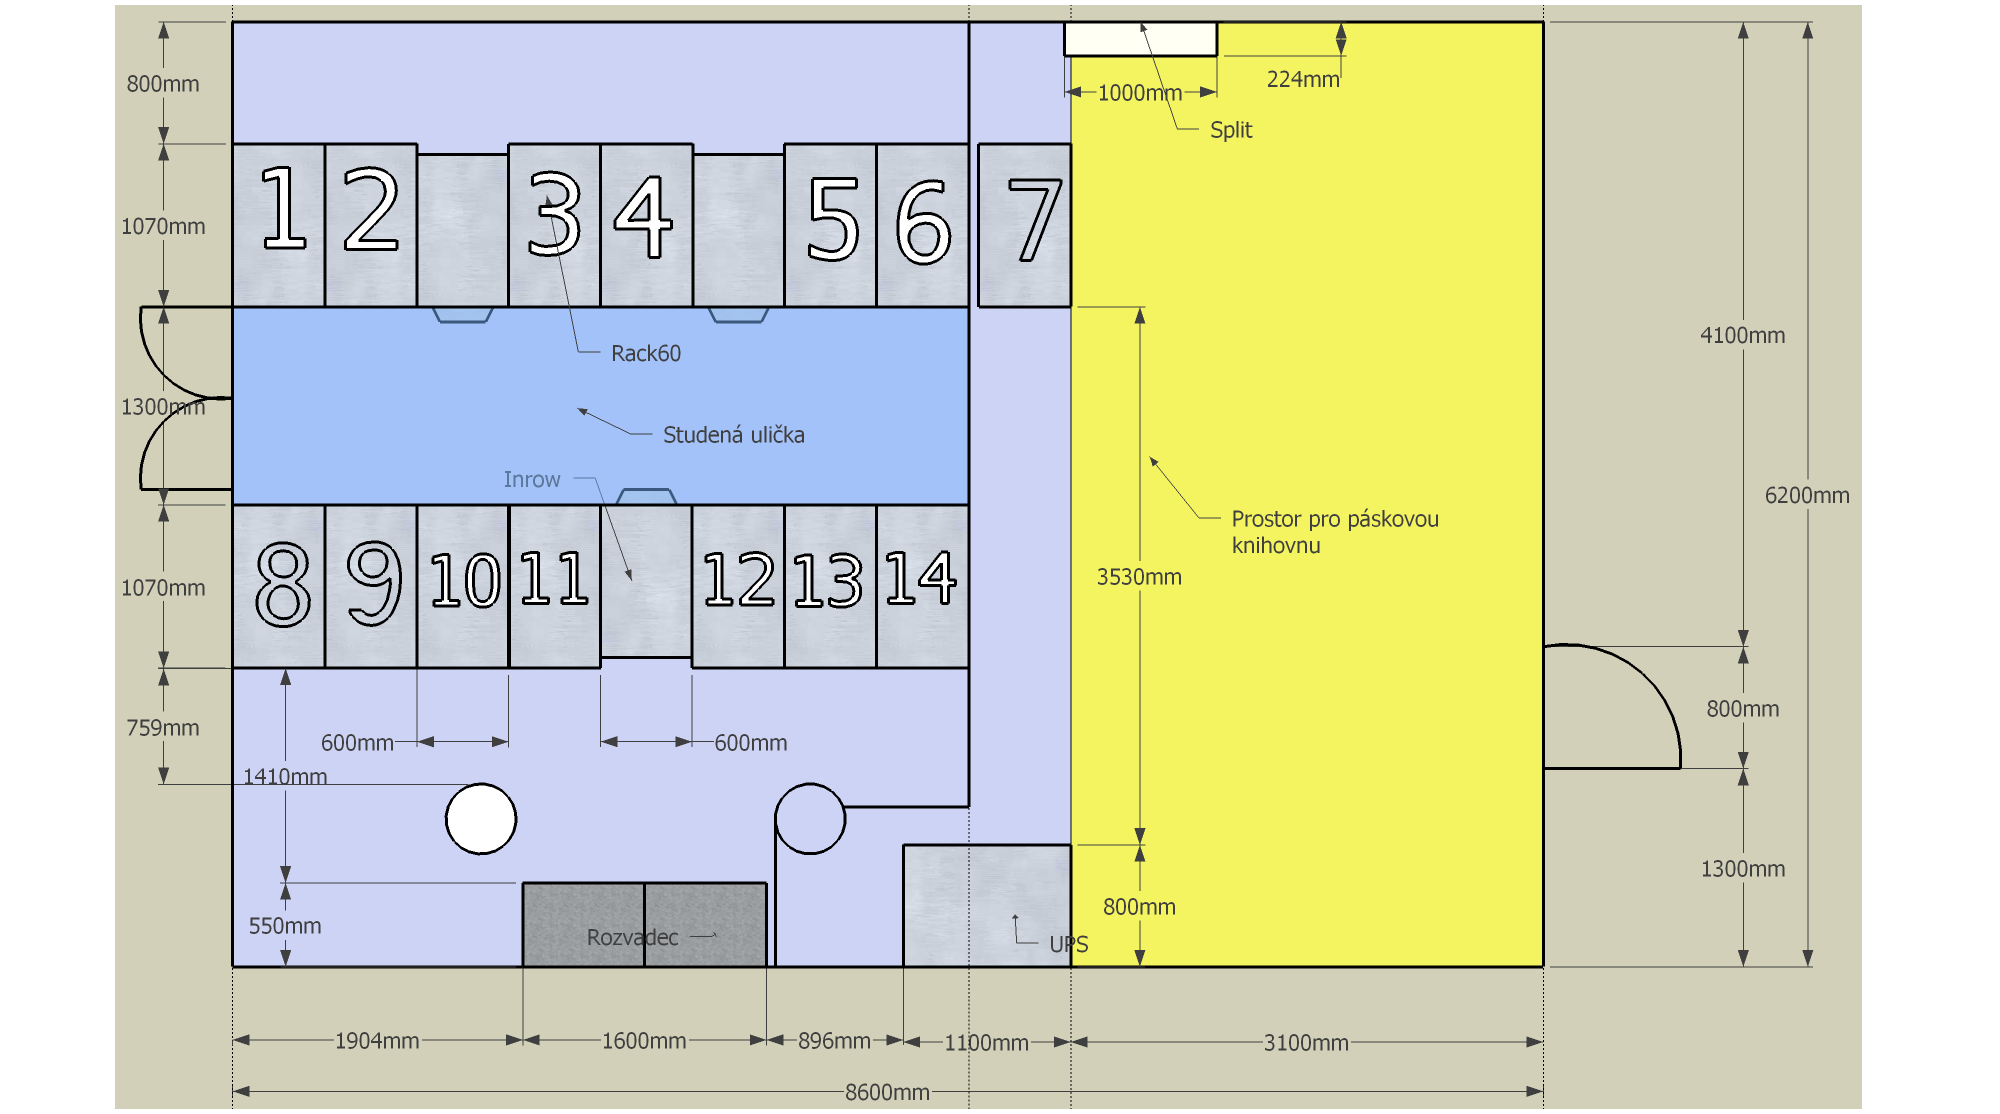 800mm
224mm
1000mm
Split
1 2 3 4 5 6 7
1070mm
4100mm
Rack60
1300mm
Studená ulička
Inrow
6200mm
Prostor pro páskovou
knihovnu
8 9 10 11 12 13 14
1070mm
3530mm
800mm
759mm
600mm
600mm
1410mm
1300mm
550mm
Rozvadec
800mm
UPS
1904mm
1600mm
896mm
1100mm
3100mm
8600mm